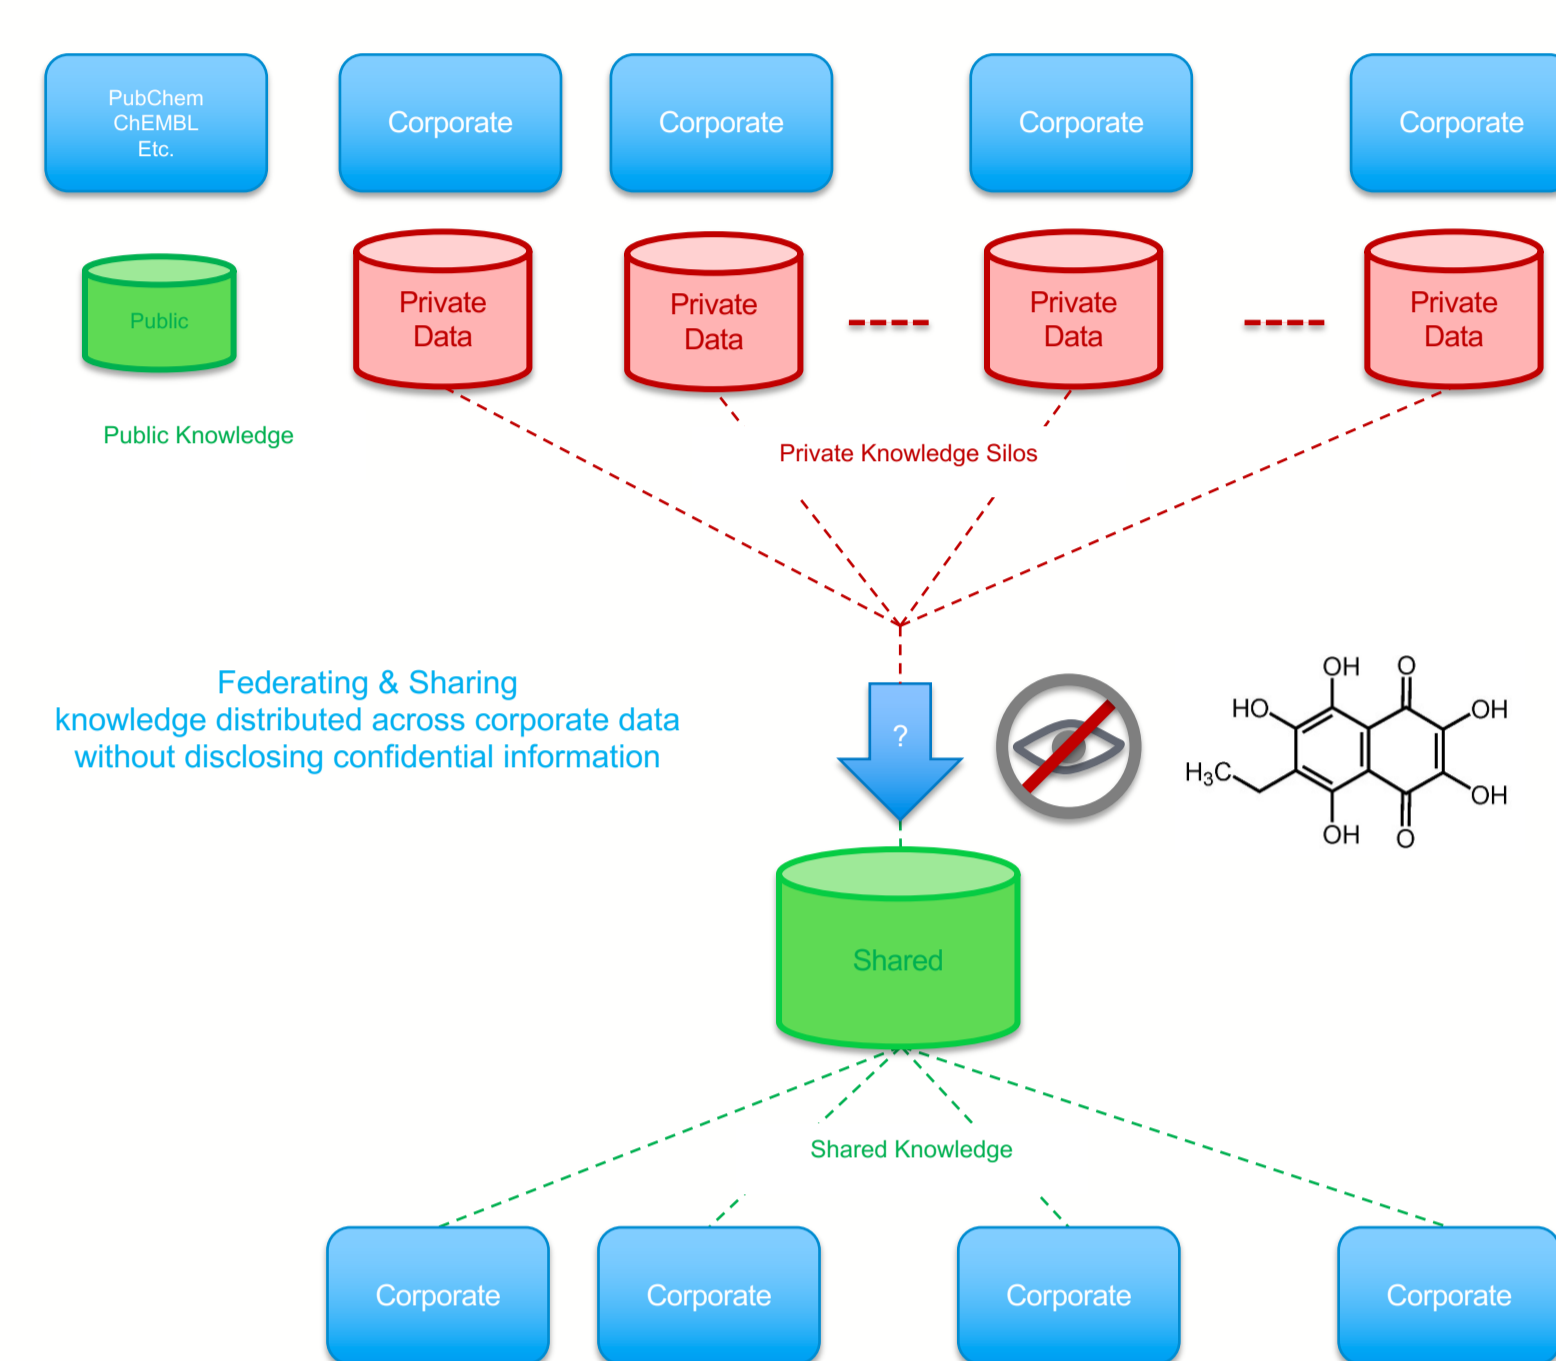 PubChem
ChEMBL
Etc.
Corporate
Corporate
Corporate
Corporate
Public
Private
Data
Private
Data
Private
Data
Private
Data
Public Knowledge
Private Knowledge Silos
Federating & Sharing
knowledge distributed across corporate data
without disclosing confidential information
?
OH
O
HO
OH
H₃C
OH
OH
O
Shared
Shared Knowledge
Corporate
Corporate
Corporate
Corporate